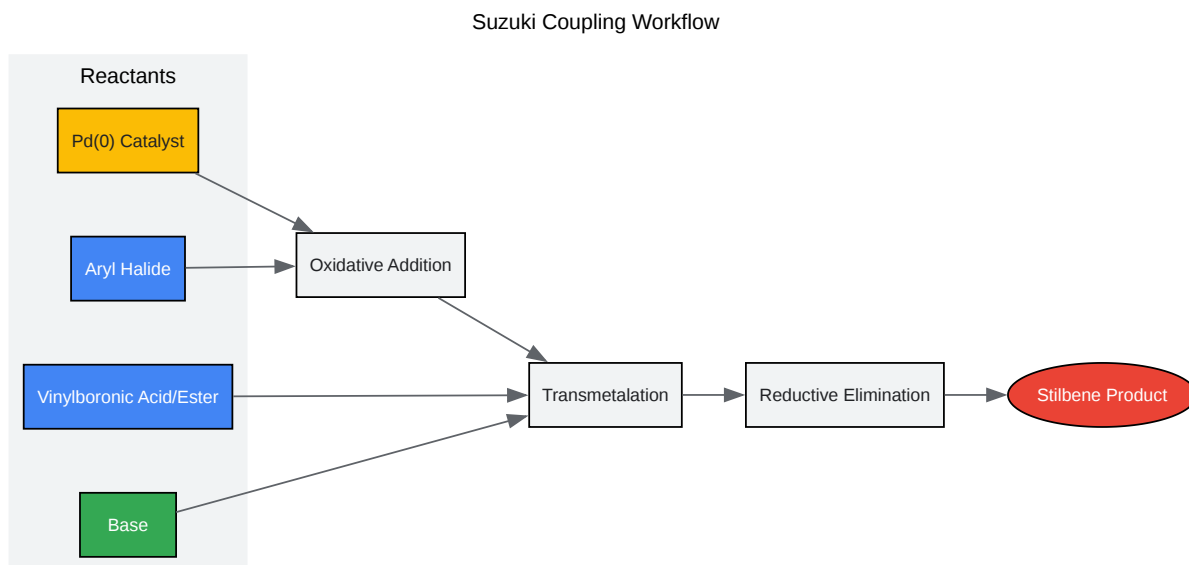 Suzuki Coupling Workflow
Reactants
Pd(0) Catalyst
Aryl Halide
Oxidative Addition
Vinylboronic Acid/Ester
Transmetalation
Reductive Elimination
Stilbene Product
Base